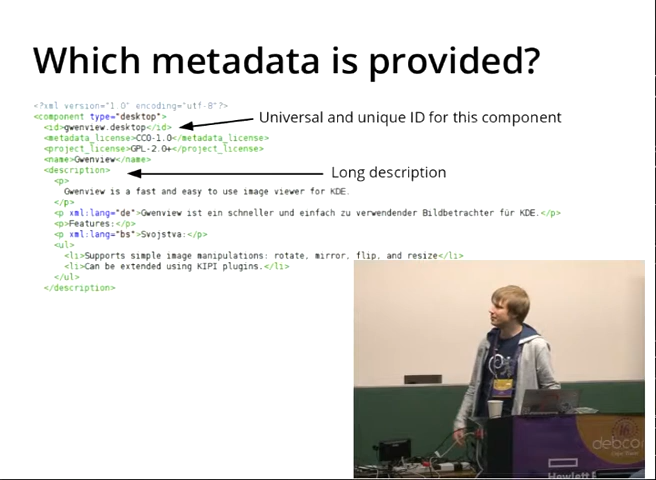 Which metadata is provided?
<?xml version="1.0" encoding="utf-8"?>
<component type="desktop">
<id>gwenview.desktop</id>
Universal and unique ID for this component
<metadata_license>CC0-1.0</metadata_license>
<project_license>GPL-2.0+</project_license>
<name>Gwenview</name>
<description>
Long description
<p>
Gwenview is a fast and easy to use image viewer for KDE.
</p>
<p xml:lang="de">Gwenview ist ein schneller und einfach zu verwendender Bildbetrachter für KDE.</p>
<p>Features:</p>
<p xml:lang="bs">Svojstva:</p>
<ul>
<li>Supports simple image manipulations: rotate, mirror, flip, and resize</li>
<li>Can be extended using KIPI plugins.</li>
</ul>
</description>
debco
Hewlett